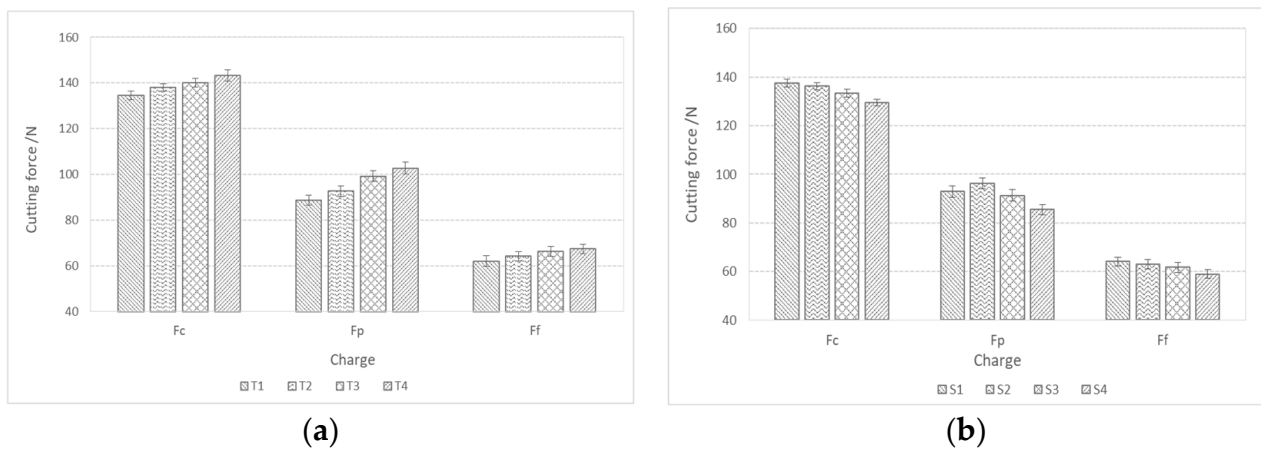 160
140
120
100
80
60
40
Cutting force /N
Fc Fp Ff
Charge
T1 T2 T3 T4
(a)
160
140
120
100
80
60
40
Cutting force /N
Fc Fp Ff
Charge
S1 S2 S3 S4
(b)